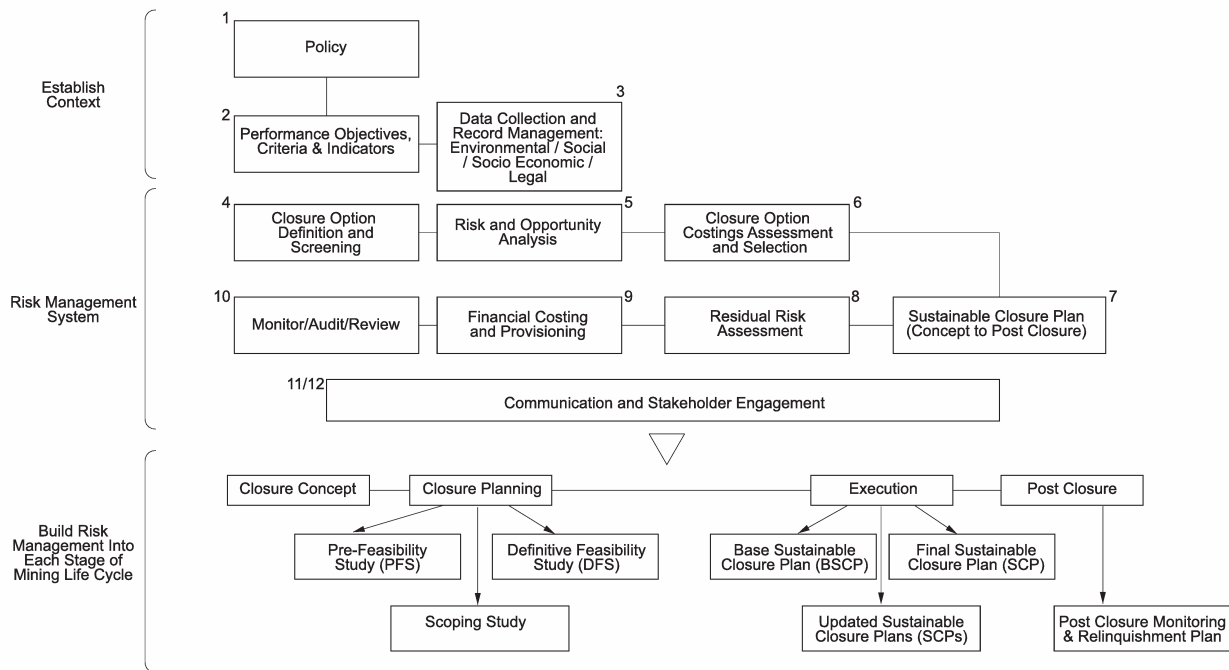 1
Policy
Establish
Context
2
Performance Objectives,
Criteria & Indicators
3
Data Collection and
Record Management:
Environmental / Social
/ Socio Economic /
Legal
4
Closure Option
Definition and
Screening
5
Risk and Opportunity
Analysis
6
Closure Option
Costings Assessment
and Selection
Risk Management
System
10
Monitor/Audit/Review
9
Financial Costing
and Provisioning
8
Residual Risk
Assessment
7
Sustainable Closure Plan
(Concept to Post Closure)
11/12
Communication and Stakeholder Engagement
Build Risk
Management Into
Each Stage of
Mining Life Cycle
Closure Concept
Closure Planning
Execution
Post Closure
Pre-Feasibility
Study (PFS)
Definitive Feasibility
Study (DFS)
Base Sustainable
Closure Plan (BSCP)
Final Sustainable
Closure Plan (SCP)
Scoping Study
Updated Sustainable
Closure Plans (SCPs)
Post Closure Monitoring
& Relinquishment Plan